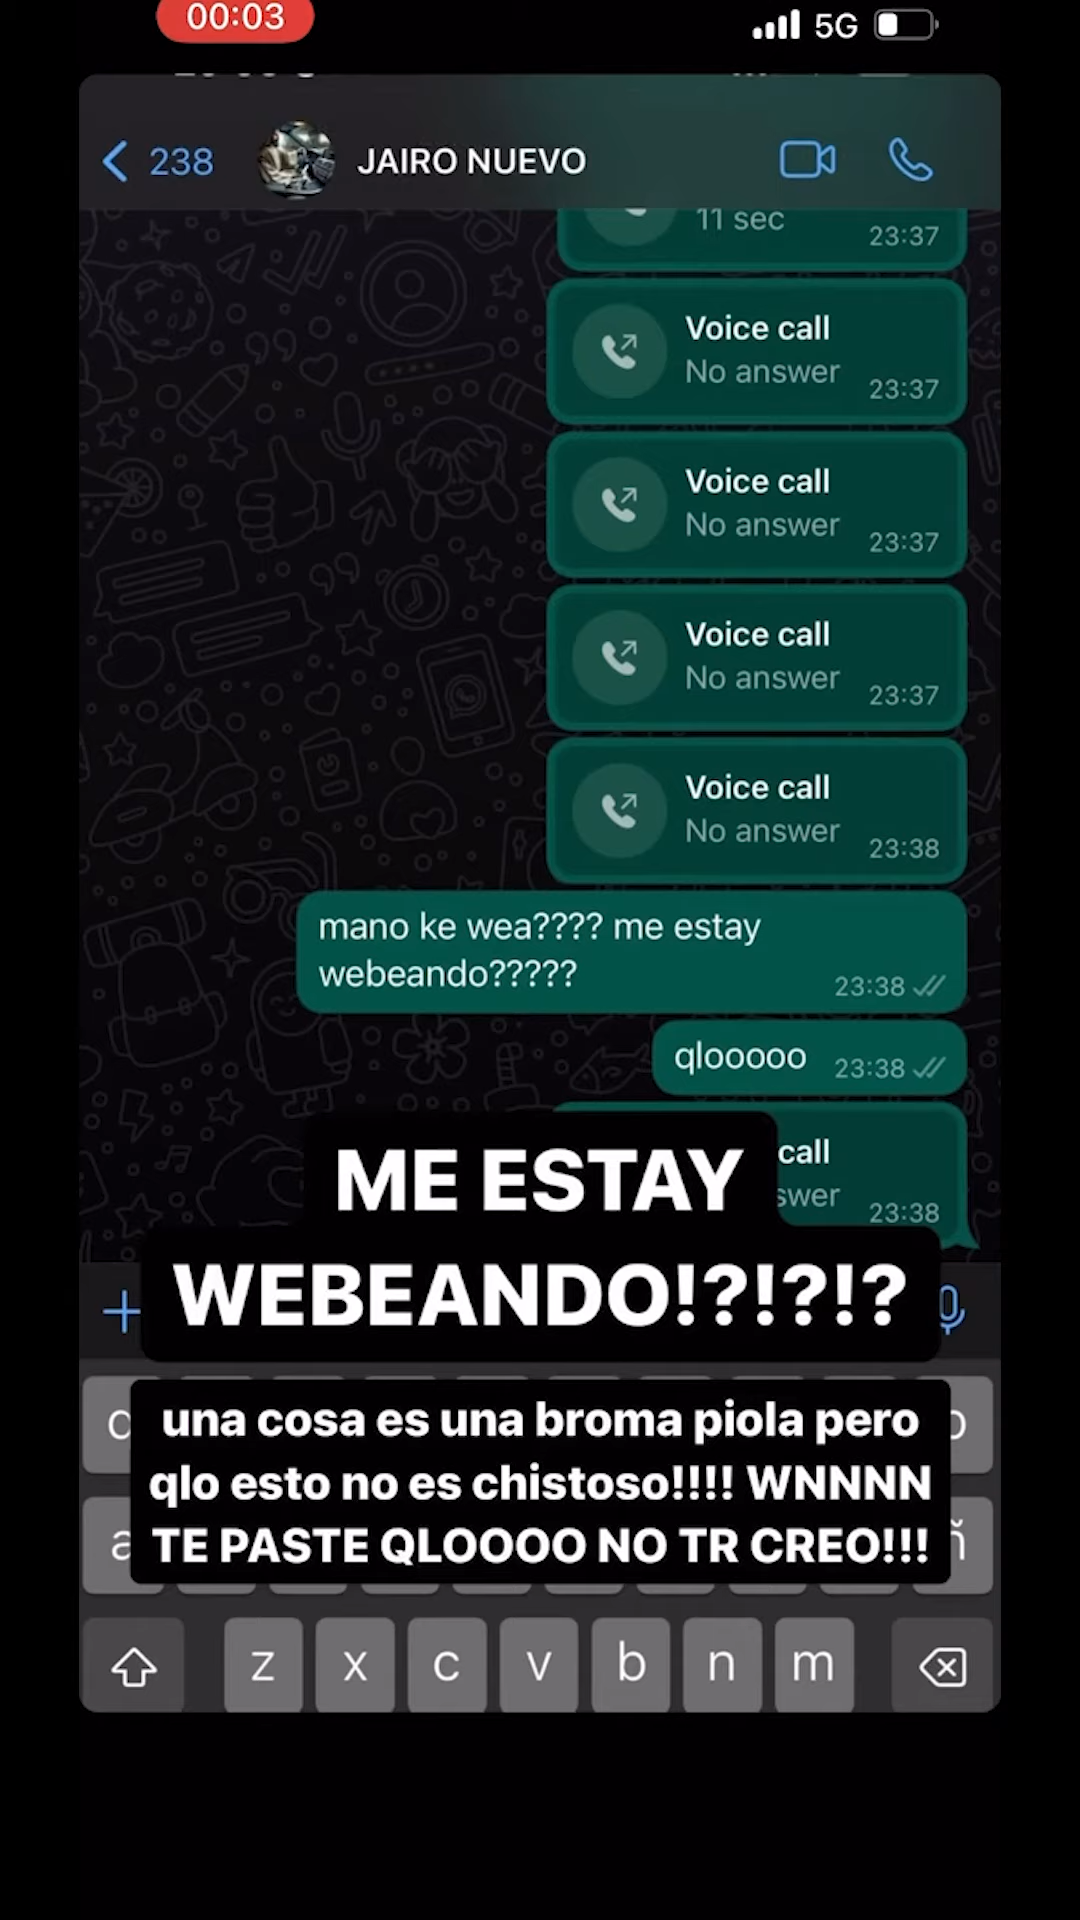 00:03
5G
238
JAIRO NUEVO
11 sec
23:37
Voice call
No answer
23:37
Voice call
No answer
23:37
Voice call
No answer
23:37
Voice call
No answer
23:38
mano ke wea???? me estay
webeando?????
23:38
qlooooo
23:38
call
swer
23:38
ME ESTAY
WEBEANDO!?!?!?
una cosa es una broma piola pero
qlo esto no es chistoso!!!! WNNNN
TE PASTE QLOOOO NO TR CREO!!!
a
ñ
z x c v b n m